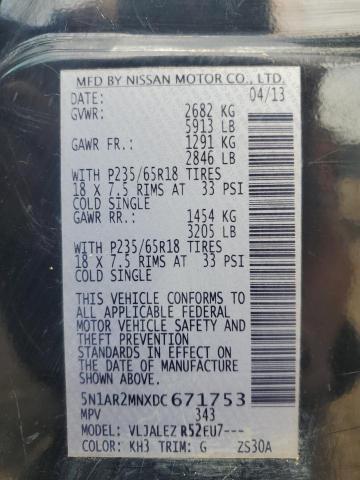 MFD BY NISSAN MOTOR CO., LTD.
DATE: 04/13
GVWR: 2682 KG
5913 LB
GAWR FR.: 1291 KG
2846 LB
WITH P235/65R18 TIRES
18 X 7.5 RIMS AT 33 PSI
COLD SINGLE
GAWR RR.: 1454 KG
3205 LB
WITH P235/65R18 TIRES
18 X 7.5 RIMS AT 33 PSI
COLD SINGLE
THIS VEHICLE CONFORMS TO
ALL APPLICABLE FEDERAL
MOTOR VEHICLE SAFETY AND
THEFT PREVENTION
STANDARDS IN EFFECT ON
THE DATE OF MANUFACTURE
SHOWN ABOVE.
5N1AR2MNXDC671753
MPV 343
MODEL: VLJALEZ R52EU7---
COLOR: KH3 TRIM: G ZS30A